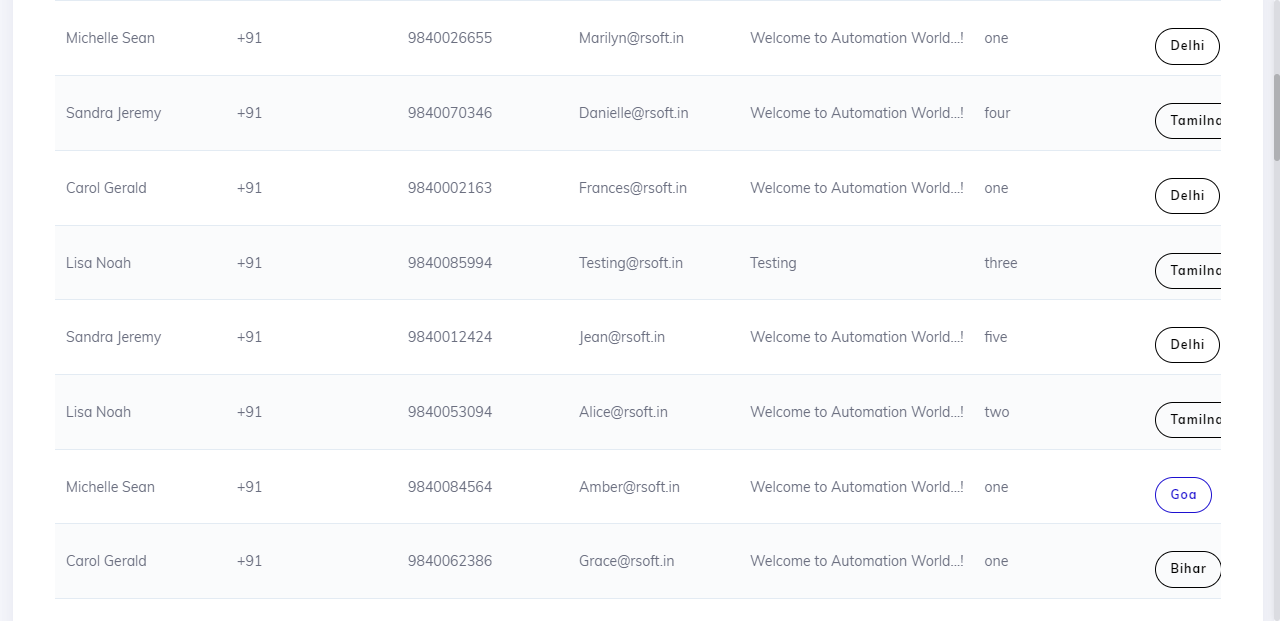 Michelle Sean +91 9840026655 Marilyn@rsoft.in Welcome to Automation World...! one Delhi
Sandra Jeremy +91 9840070346 Danielle@rsoft.in Welcome to Automation World...! four Tamilna
Carol Gerald +91 9840002163 Frances@rsoft.in Welcome to Automation World...! one Delhi
Lisa Noah +91 9840085994 Testing@rsoft.in Testing three Tamilna
Sandra Jeremy +91 9840012424 Jean@rsoft.in Welcome to Automation World...! five Delhi
Lisa Noah +91 9840053094 Alice@rsoft.in Welcome to Automation World...! two Tamilna
Michelle Sean +91 9840084564 Amber@rsoft.in Welcome to Automation World...! one Goa
Carol Gerald +91 9840062386 Grace@rsoft.in Welcome to Automation World...! one Bihar